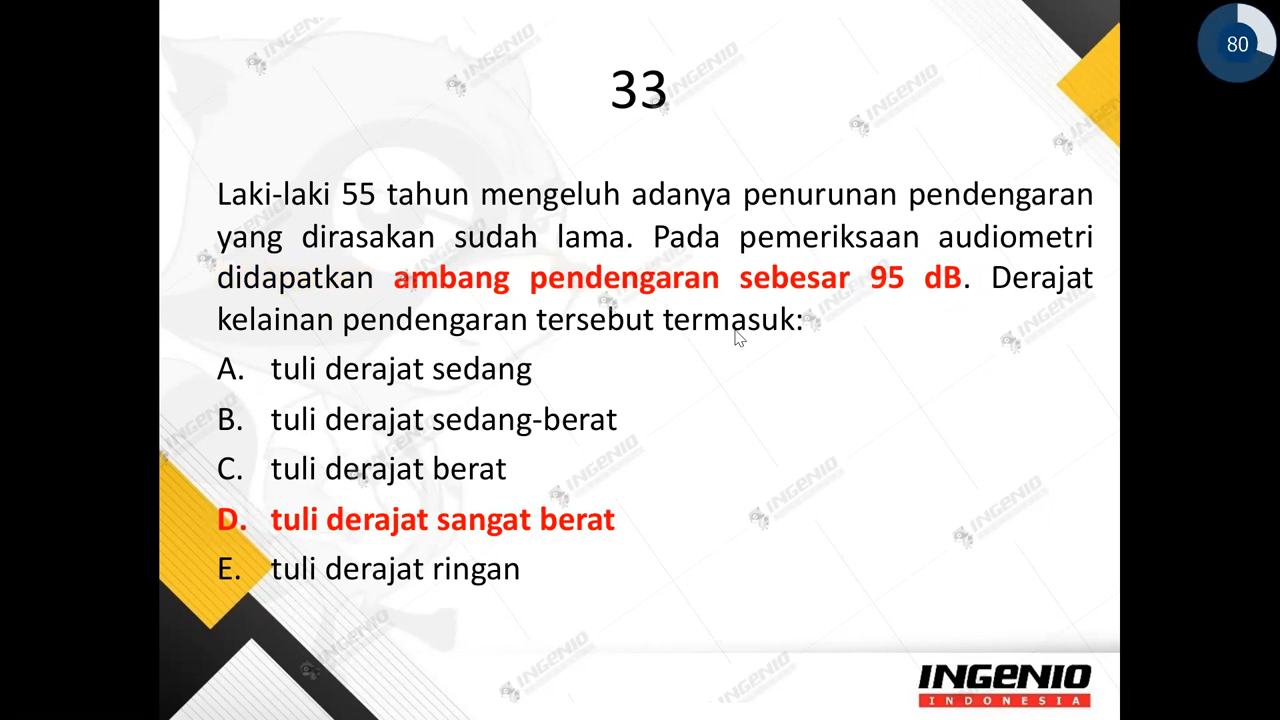 80
33
Laki-laki 55 tahun mengeluh adanya penurunan pendengaran
yang dirasakan sudah lama. Pada pemeriksaan audiometri
didapatkan ambang pendengaran sebesar 95 dB. Derajat
kelainan pendengaran tersebut termasuk:
A. tuli derajat sedang
B. tuli derajat sedang-berat
C. tuli derajat berat
D. tuli derajat sangat berat
E. tuli derajat ringan
INGENIO
INDONESIA